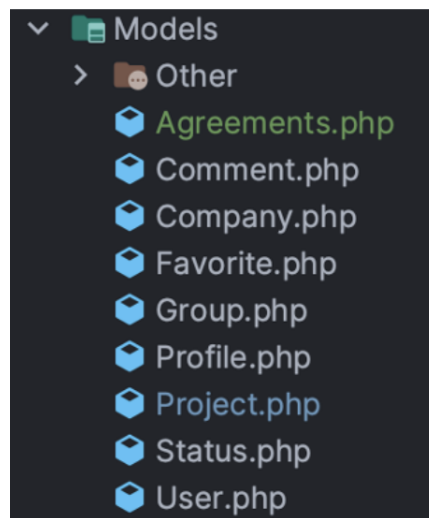 Models
Other
Agreements.php
Comment.php
Company.php
Favorite.php
Group.php
Profile.php
Project.php
Status.php
User.php